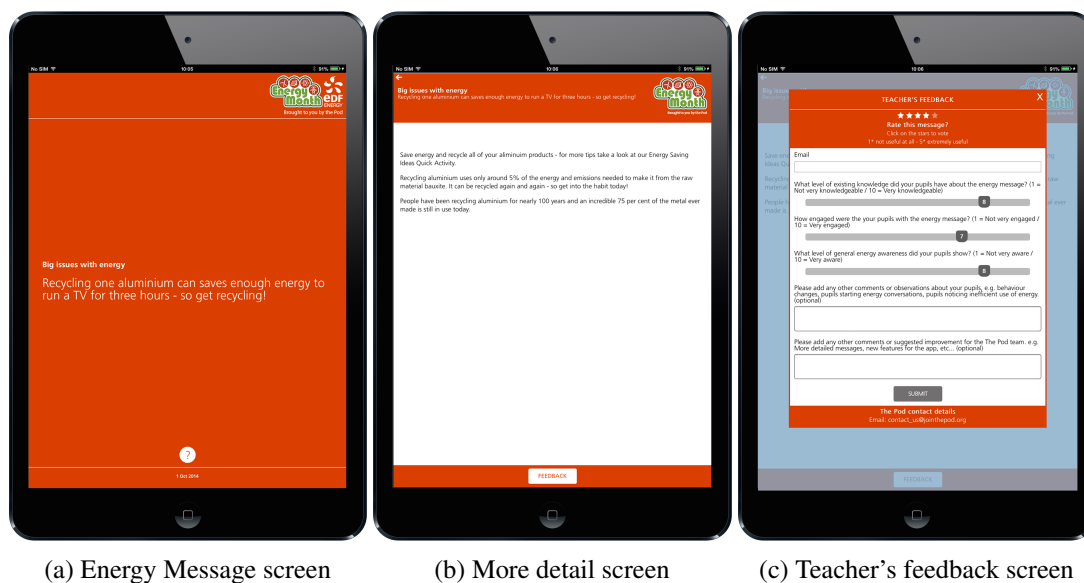 No SIM 10:05 91%
Energy
Month
eDF
ENERGY
Brought to you by the Pod
Big issues with energy
Recycling one aluminium can saves enough energy to
run a TV for three hours - so get recycling!
?
1 Oct 2014
(a) Energy Message screen
No SIM 10:06 91%
Big issues with energy
Recycling one aluminium can saves enough energy to run a TV for three hours - so get recycling!
Energy
Month
Brought to you by the Pod
Save energy and recycle all of your aliminuim products - for more tips take a look at our Energy Saving
Ideas Quick Activity.
Recycling aluminium uses only around 5% of the energy and emissions needed to make it from the raw
material bauxite. It can be recycled again and again - so get into the habit today!
People have been recycling aluminium for nearly 100 years and an incredible 75 per cent of the metal ever
made is still in use today.
FEEDBACK
(b) More detail screen
No SIM 10:06 91%
TEACHER'S FEEDBACK X
Rate this message?
Click on the stars to vote
1* not useful at all - 5* extremely useful
Email
What level of existing knowledge did your pupils have about the energy message? (1 =
Not very knowledgeable / 10 = Very knowledgeable)
8
How engaged were the your pupils with the energy message? (1 = Not very engaged /
10 = Very engaged)
7
What level of general energy awareness did your pupils show? (1 = Not very aware /
10 = Very aware)
8
Please add any other comments or observations about your pupils, e.g. behaviour
changes, pupils starting energy conversations, pupils noticing inefficient use of energy.
(optional)
Please add any other comments or suggested improvement for the The Pod team. e.g.
More detailed messages, new features for the app, etc... (optional)
SUBMIT
The Pod contact details
Email: contact_us@jointhepod.org
FEEDBACK
(c) Teacher's feedback screen